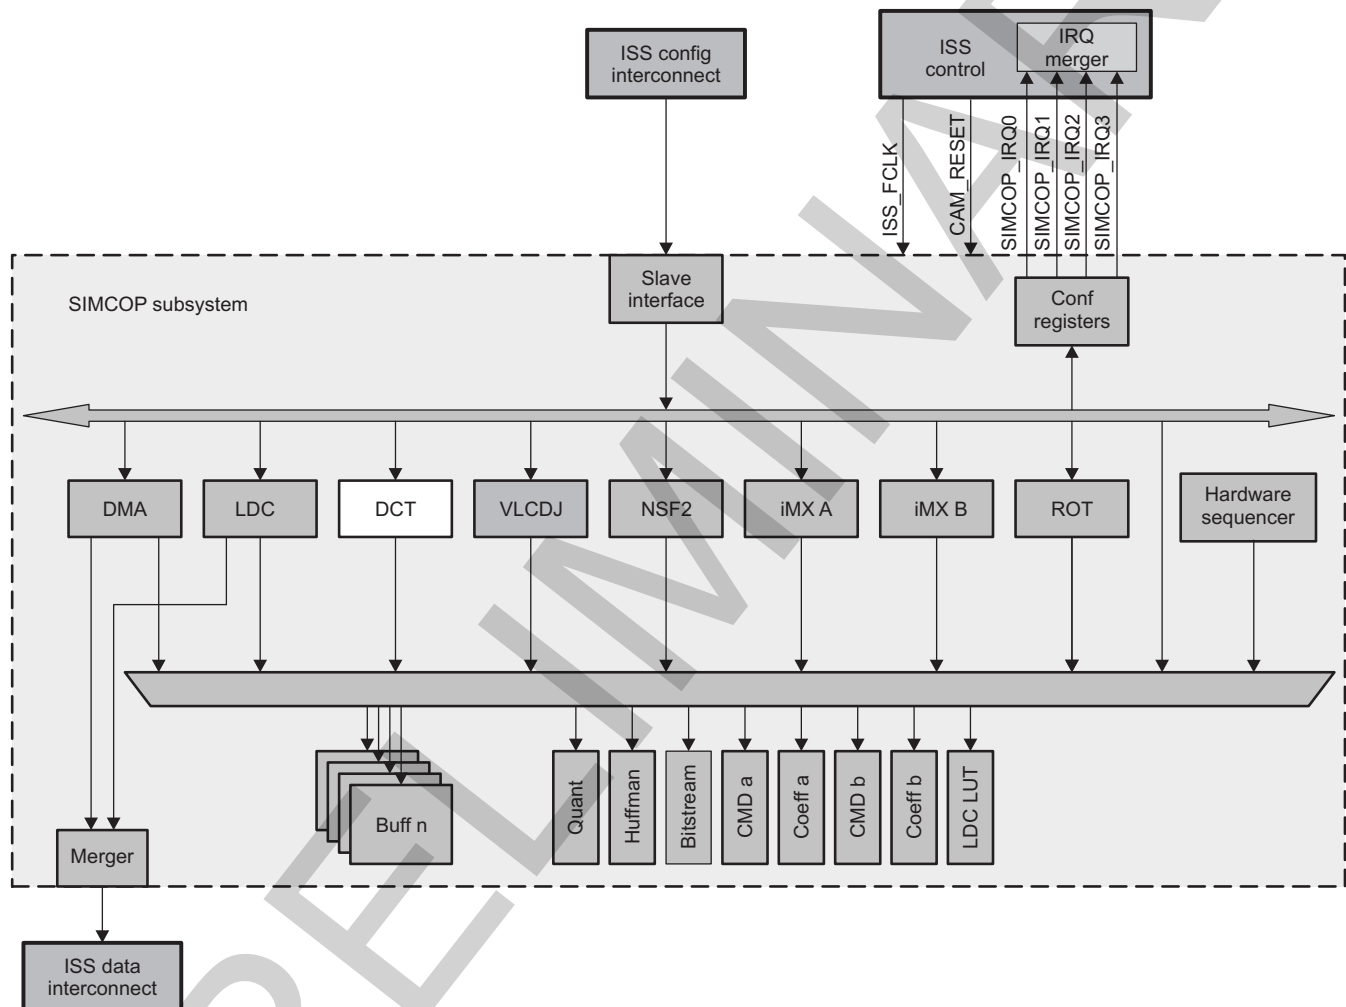 ISS config
interconnect
ISS
control
IRQ
merger
ISS_FCLK
CAM_RESET
SIMCOP_IRQ0
SIMCOP_IRQ1
SIMCOP_IRQ2
SIMCOP_IRQ3
SIMCOP subsystem
Slave
interface
Conf
registers
DMA
LDC
DCT
VLCDJ
NSF2
iMX A
iMX B
ROT
Hardware
sequencer
Buff n
Quant
Huffman
Bitstream
CMD a
Coeff a
CMD b
Coeff b
LDC LUT
Merger
ISS data
interconnect
PRELIMINAR